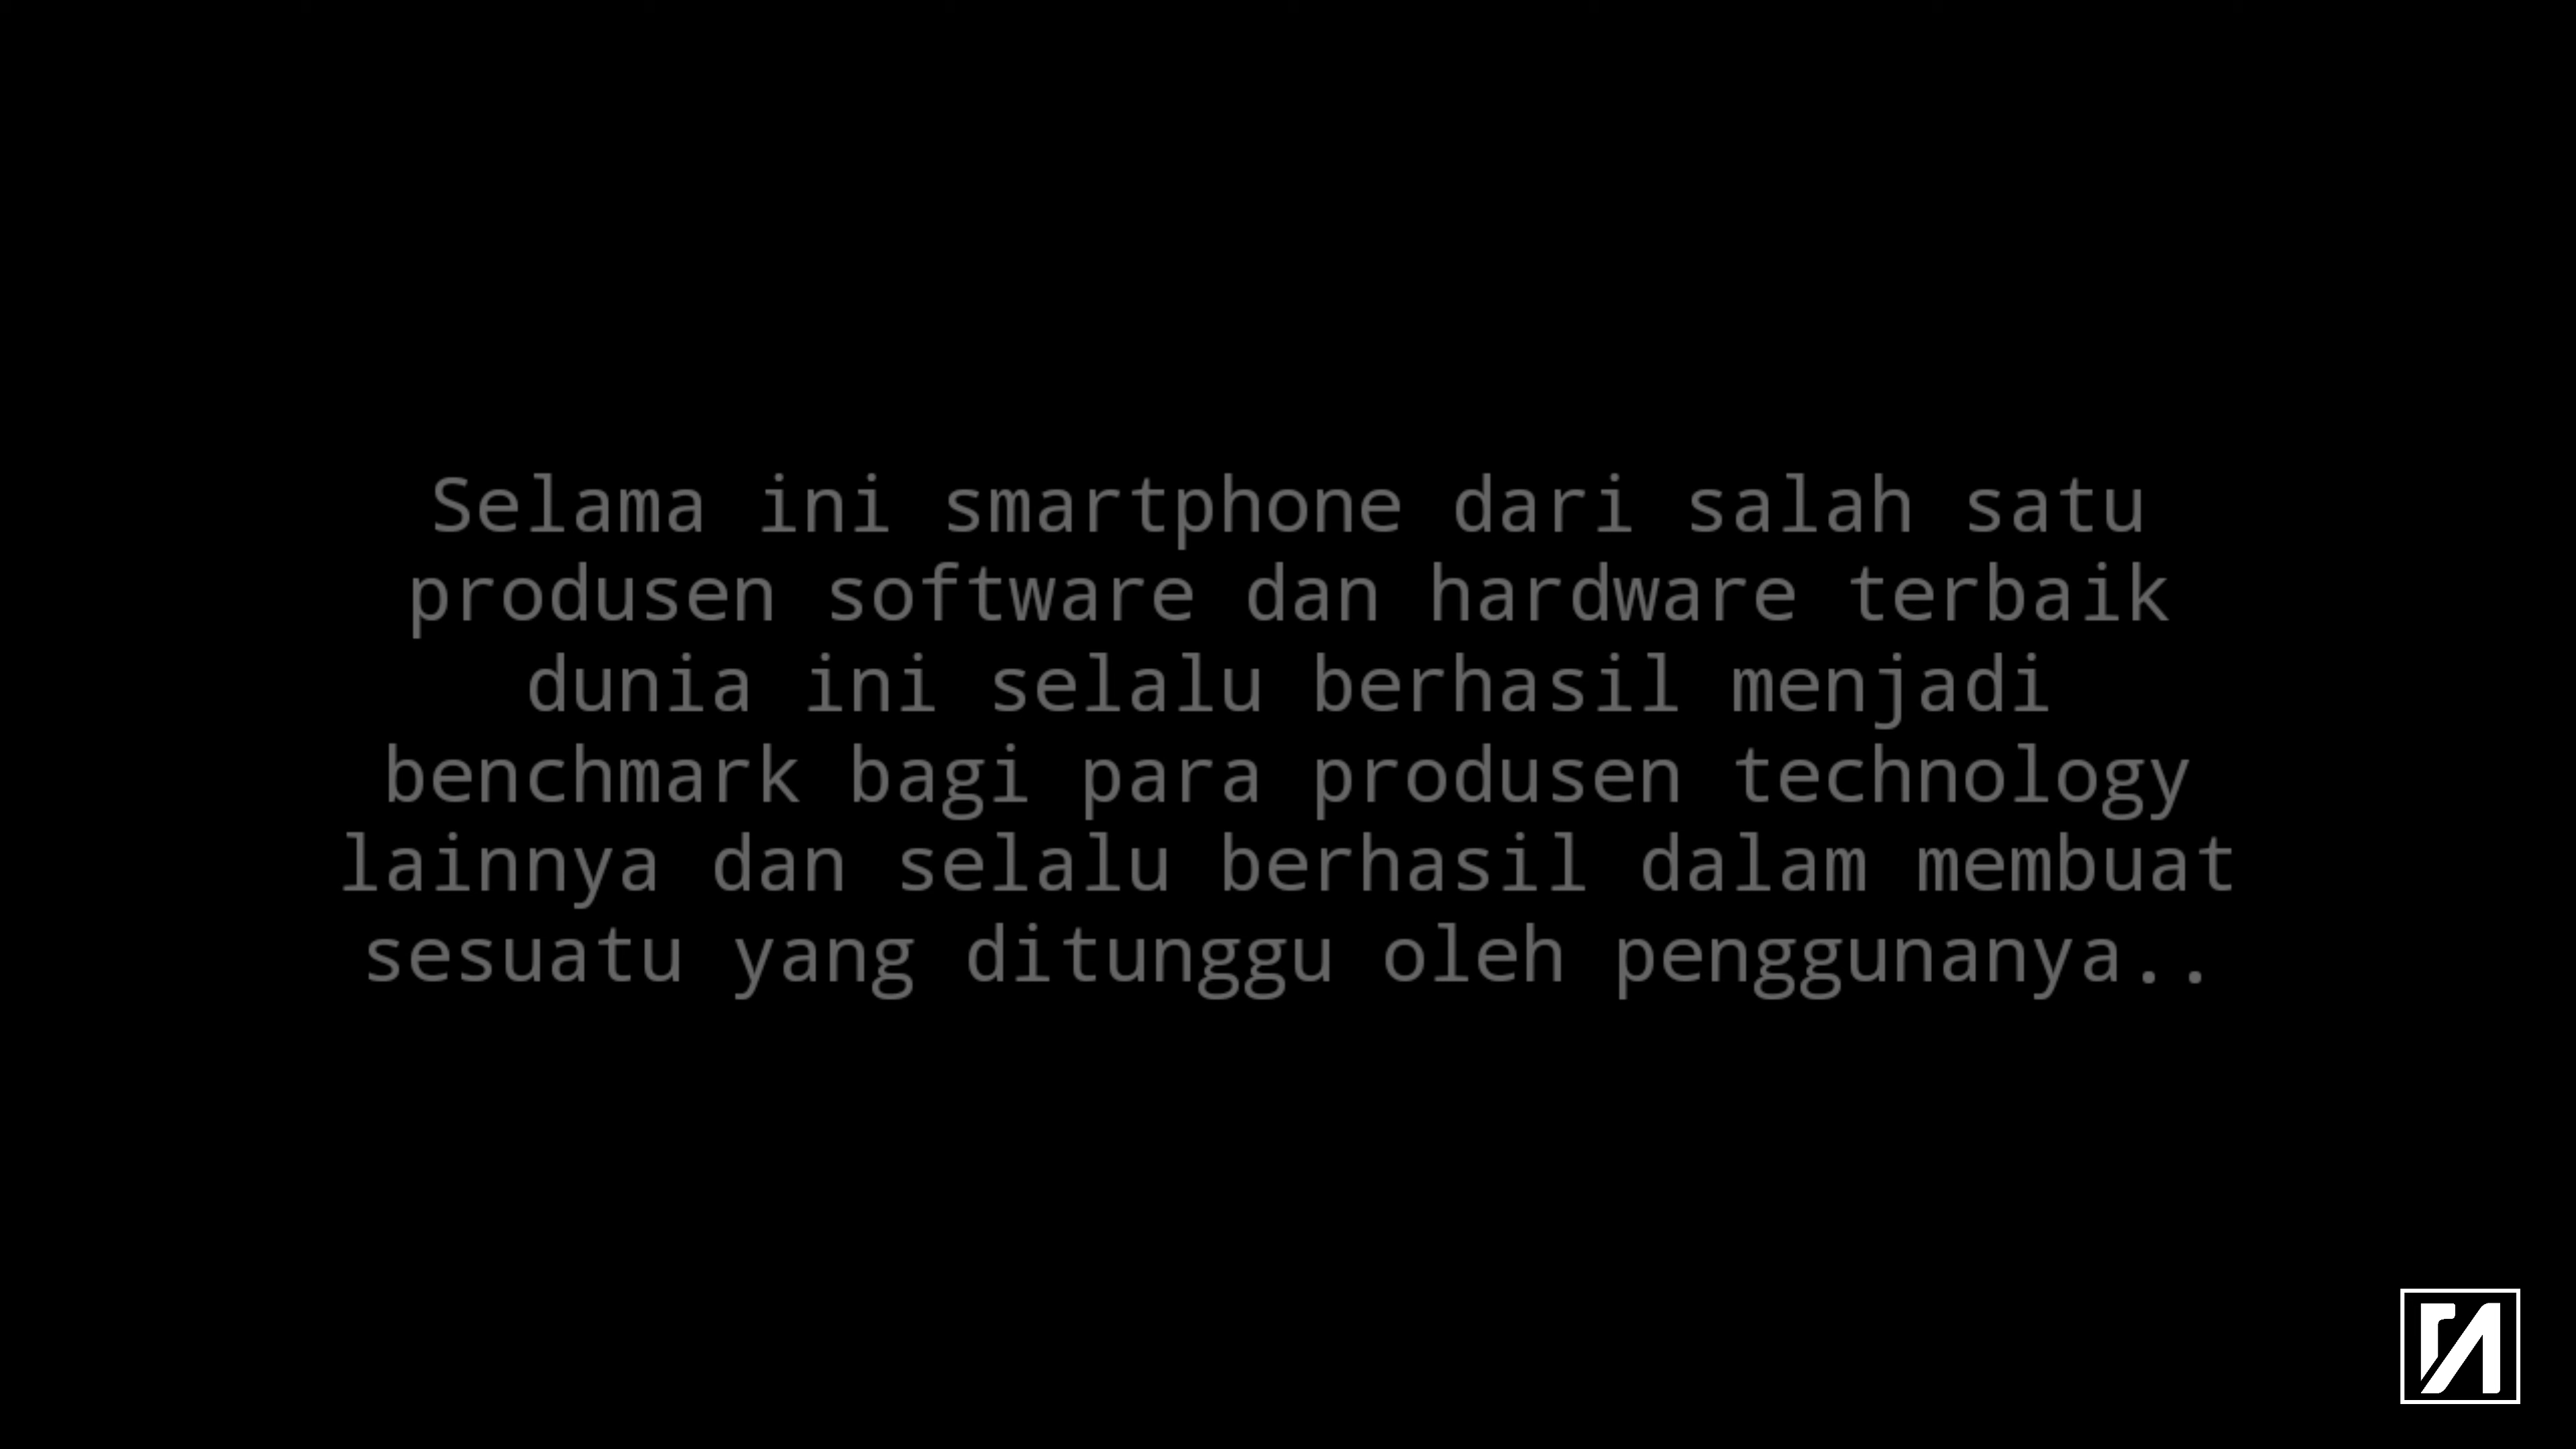 Selama ini smartphone dari salah satu
produsen software dan hardware terbaik
dunia ini selalu berhasil menjadi
benchmark bagi para produsen technology
lainnya dan selalu berhasil dalam membuat
sesuatu yang ditunggu oleh penggunanya..